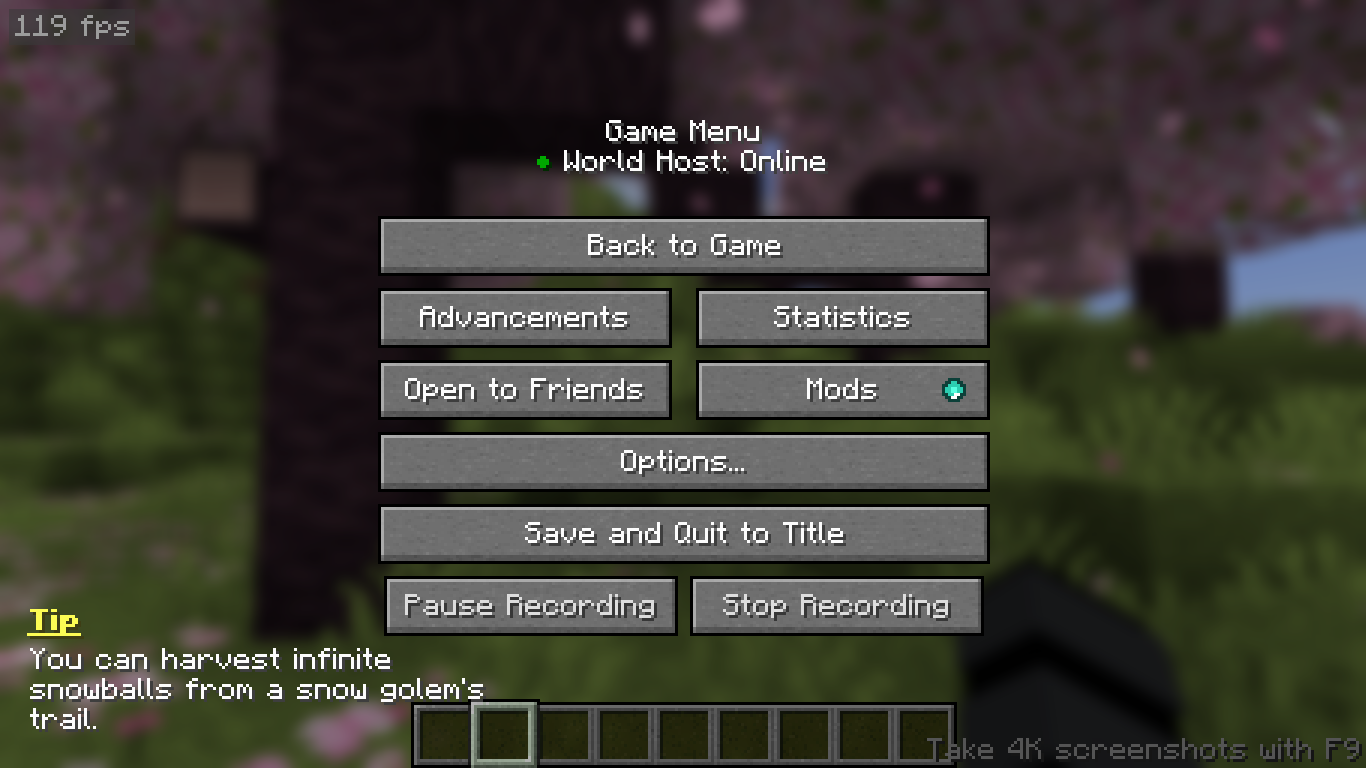 119 fps
Game Menu
World Host: Online
Back to Game
Advancements
Statistics
Open to Friends
Mods
Options...
Save and Quit to Title
Pause Recording
Stop Recording
Tip
You can harvest infinite
snowballs from a snow golem's
trail.
Take 4K screenshots with F9